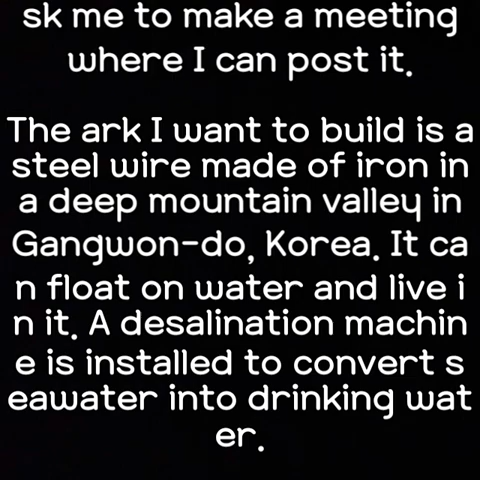 sk me to make a meeting
where I can post it.
The ark I want to build is a
steel wire made of iron in
a deep mountain valley in
Gangwon-do, Korea. It ca
n float on water and live i
n it. A desalination machin
e is installed to convert s
eawater into drinking wat
er.